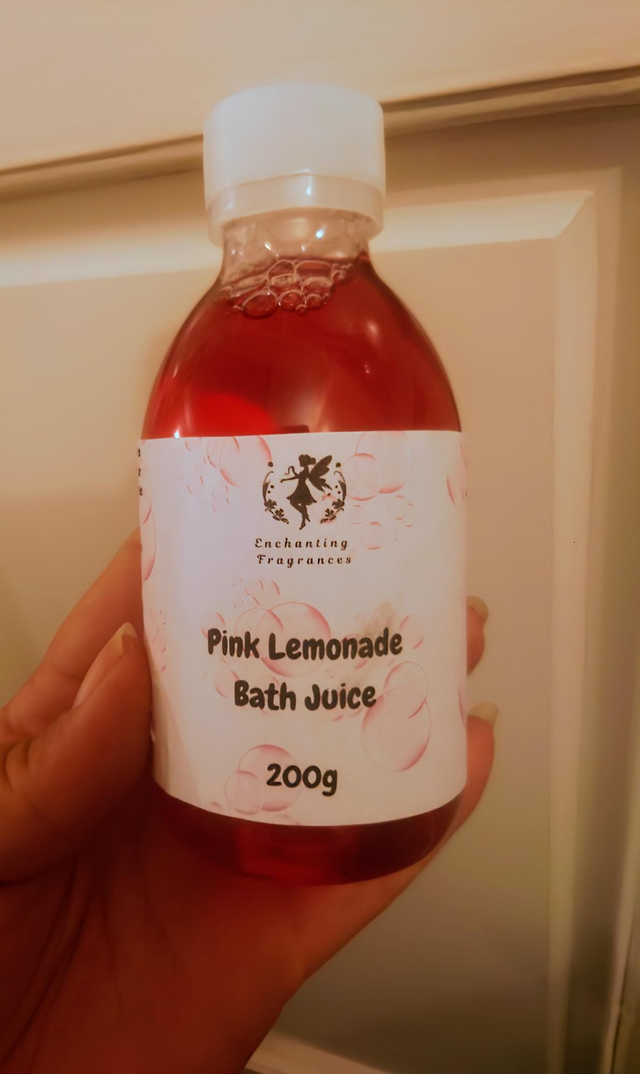 Enchanting
Fragrances
Pink Lemonade
Bath Juice
200g